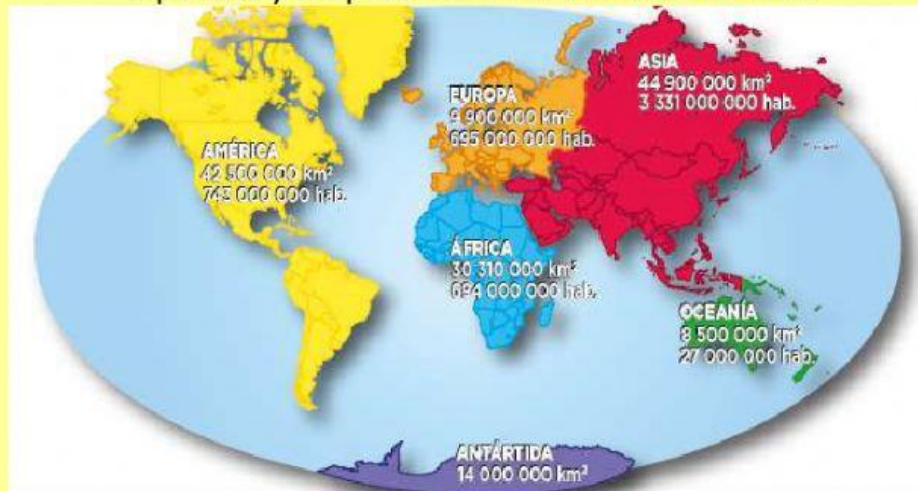 AMÉRICA
42 500 000 km²
743 000 000 hab.
EUROPA
9 900 000 km²
695 000 000 hab.
ASIA
44 900 000 km²
3 331 000 000 hab.
ÁFRICA
30 310 000 km²
694 000 000 hab.
OCEANÍA
8 500 000 km²
27 000 000 hab.
ANTÁRTIDA
14 000 000 km²